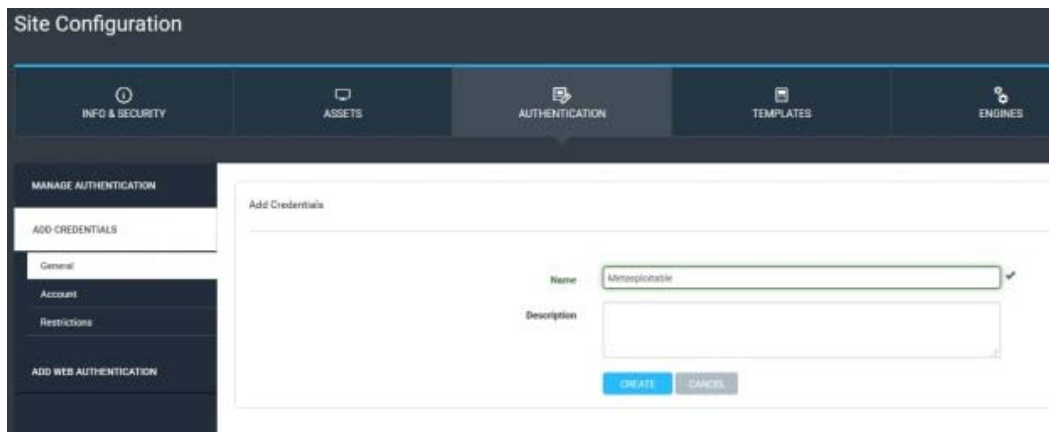 Site Configuration
INFO & SECURITY
ASSETS
AUTHENTICATION
TEMPLATES
ENGINES
MANAGE AUTHENTICATION
ADD CREDENTIALS
General
Account
Restrictions
ADD WEB AUTHENTICATION
Add Credentials
Name
Metasploitable
Description
CREATE
CANCEL